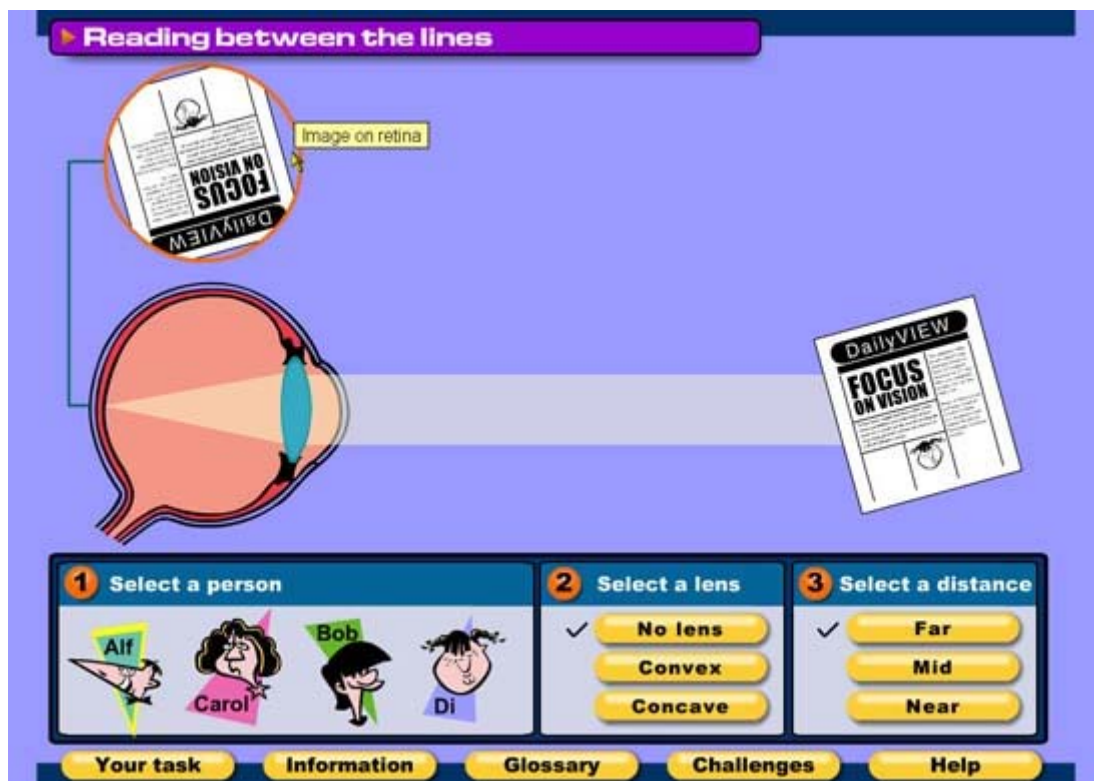 Reading between the lines
Image on retina
ON VISION
FOCUS
DailyVIEW
DailyVIEW
FOCUS
ON VISION
1 Select a person
2 Select a lens
3 Select a distance
Alf
Carol
Bob
Di
No lens
Convex
Concave
Far
Mid
Near
Your task
Information
Glossary
Challenges
Help